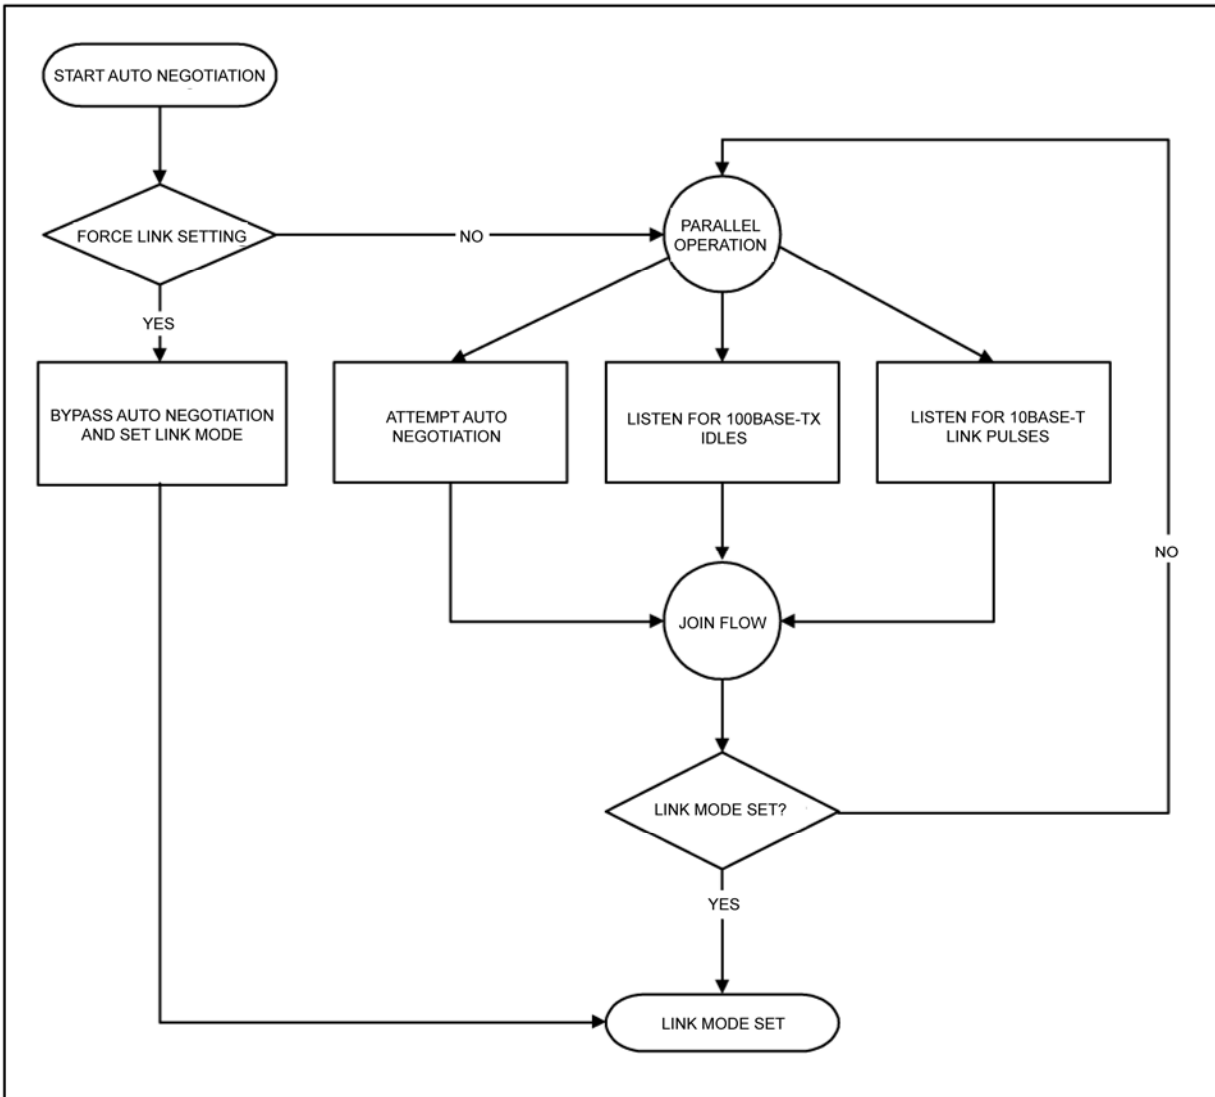 START AUTO NEGOTIATION
FORCE LINK SETTING
NO
PARALLEL
OPERATION
YES
BYPASS AUTO NEGOTIATION
AND SET LINK MODE
ATTEMPT AUTO
NEGOTIATION
LISTEN FOR 100BASE-TX
IDLES
LISTEN FOR 10BASE-T
LINK PULSES
NO
JOIN FLOW
LINK MODE SET?
YES
LINK MODE SET